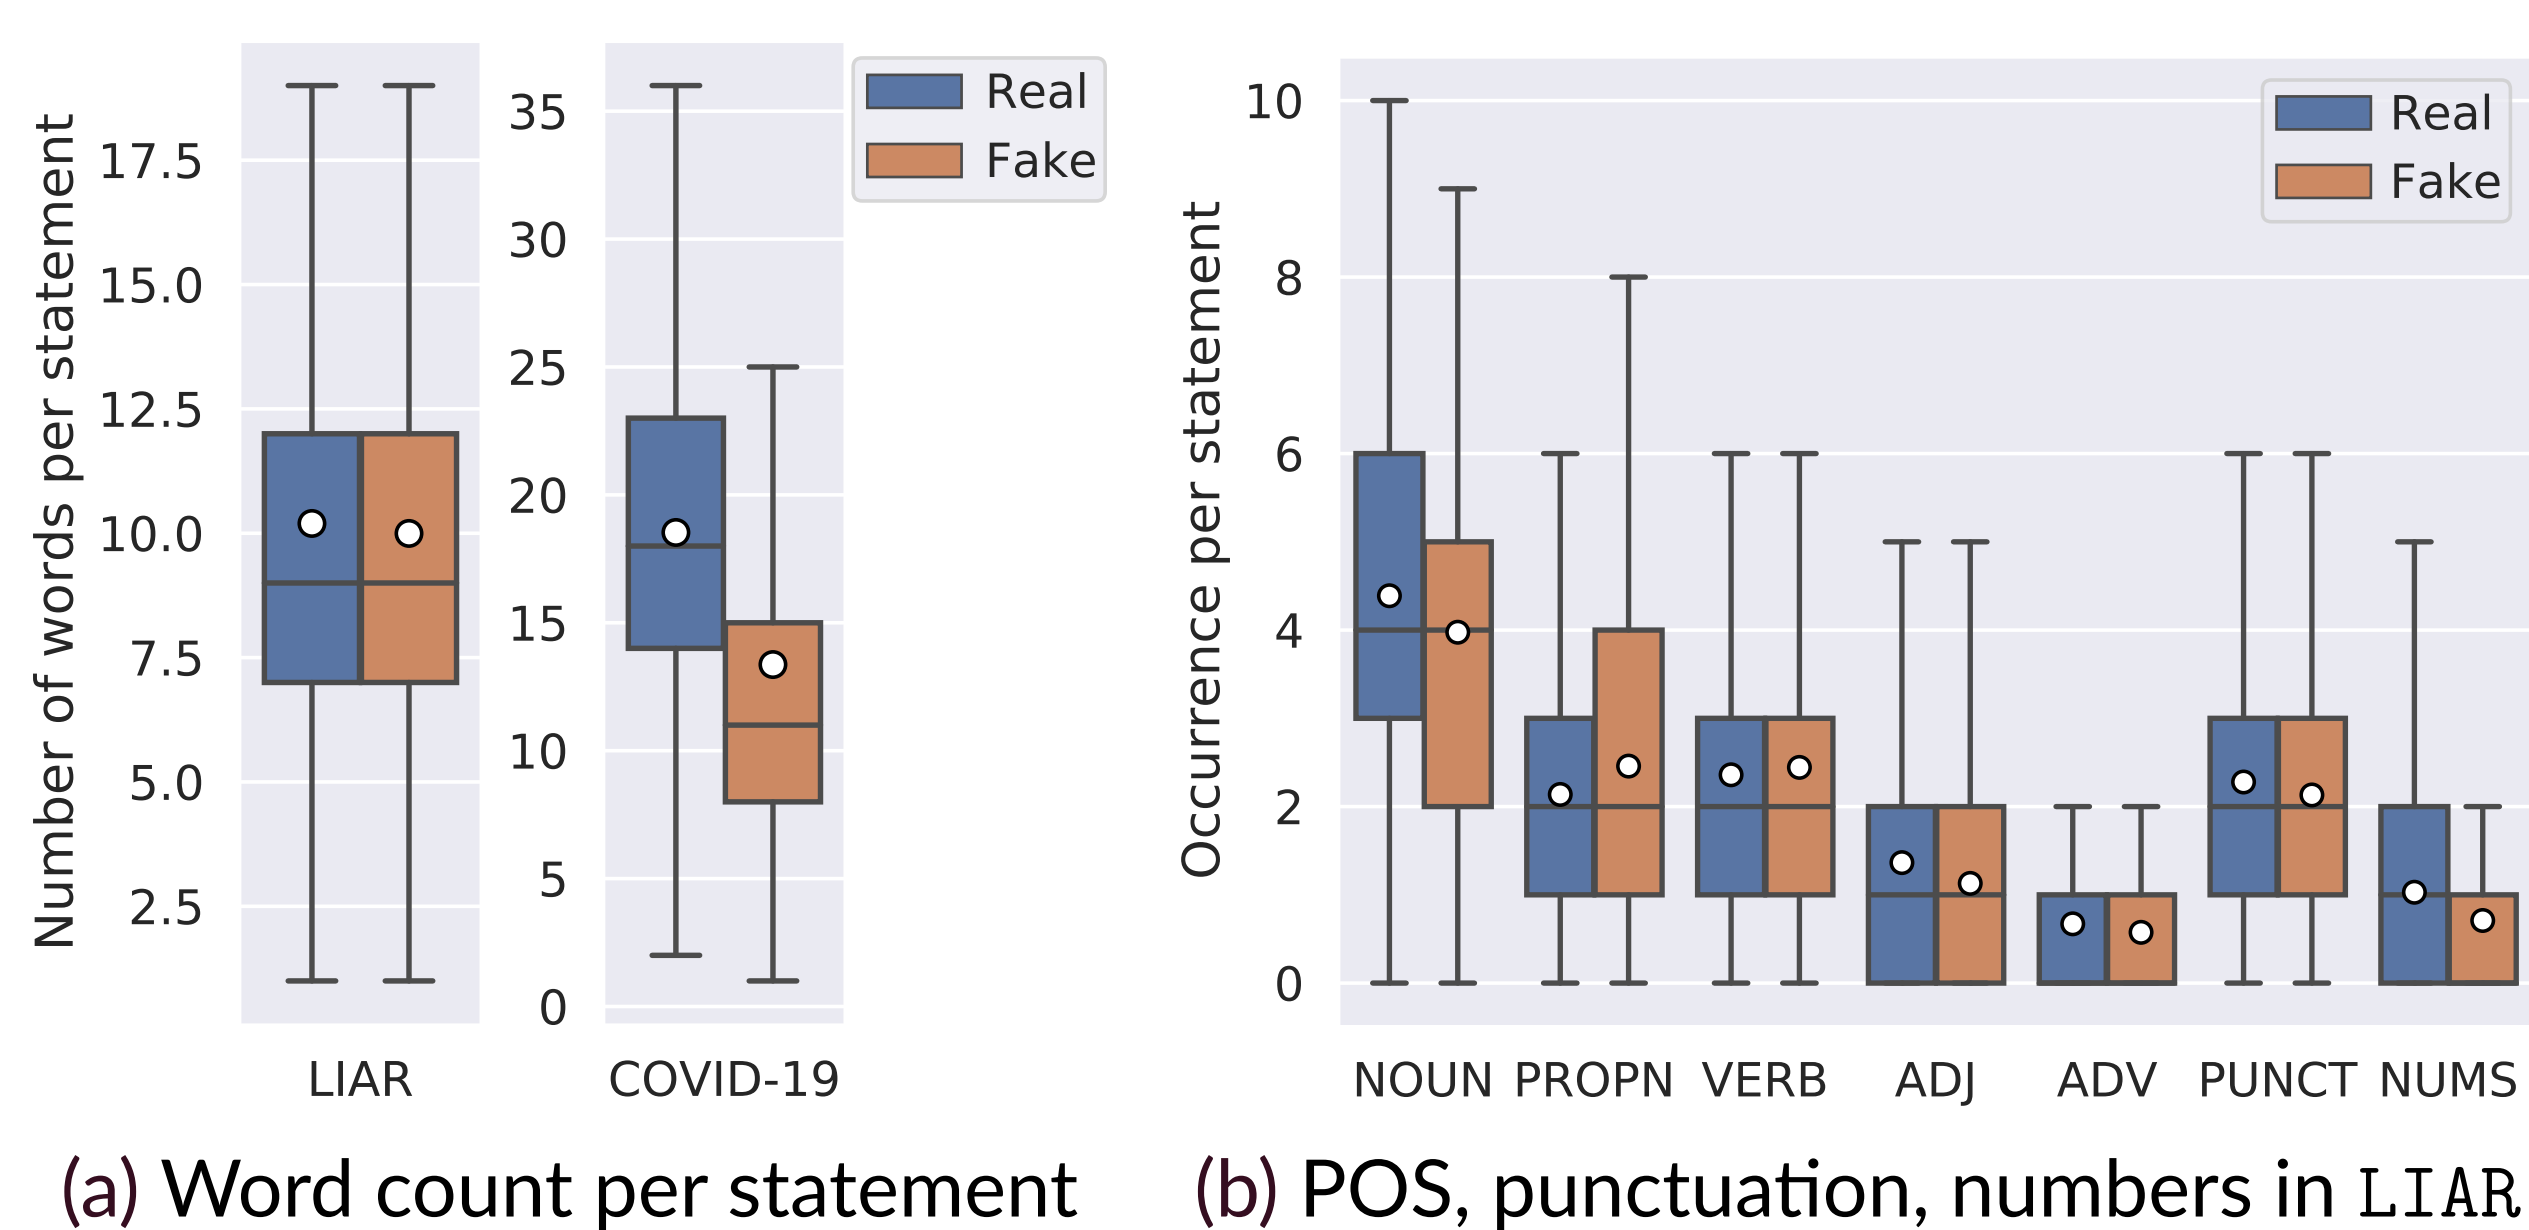 Number of words per statement
17.5
15.0
12.5
10.0
7.5
5.0
2.5
LIAR
35
30
25
20
15
10
5
0
COVID-19
Real
Fake
(a) Word count per statement
Occurrence per statement
10
8
6
4
2
0
NOUN PROPN VERB ADJ ADV PUNCT NUMS
Real
Fake
(b) POS, punctuation, numbers in LIAR